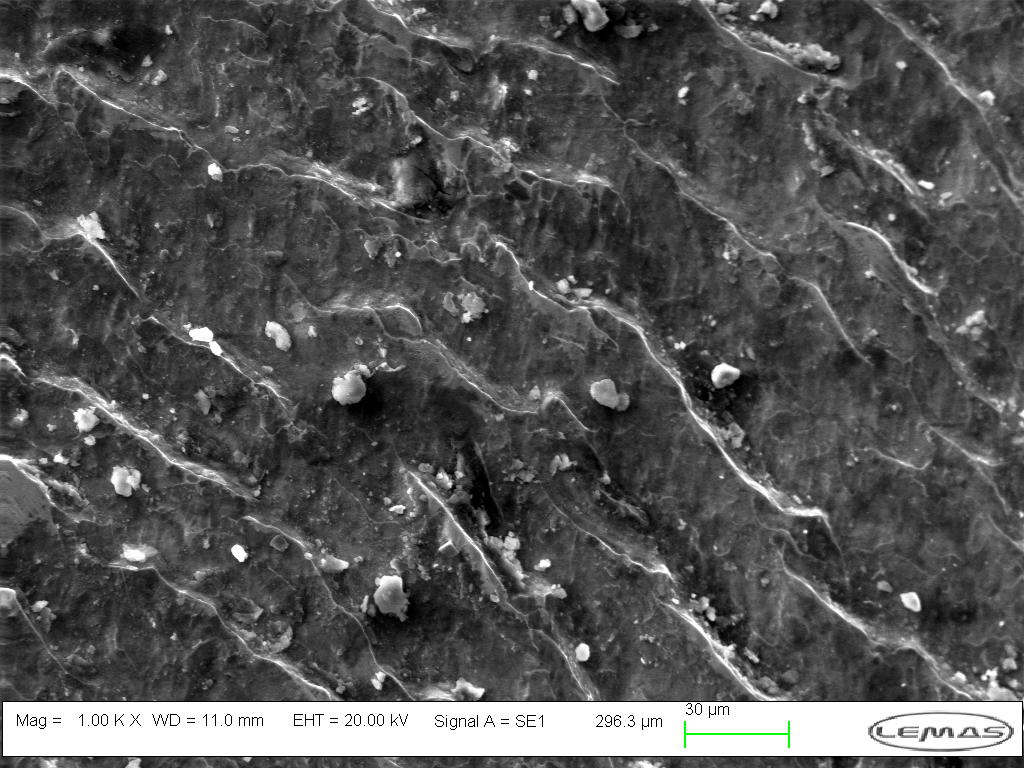 30 µm
Mag = 1.00 K X WD = 11.0 mm EHT = 20.00 kV Signal A = SE1 296.3 µm
LEMAS